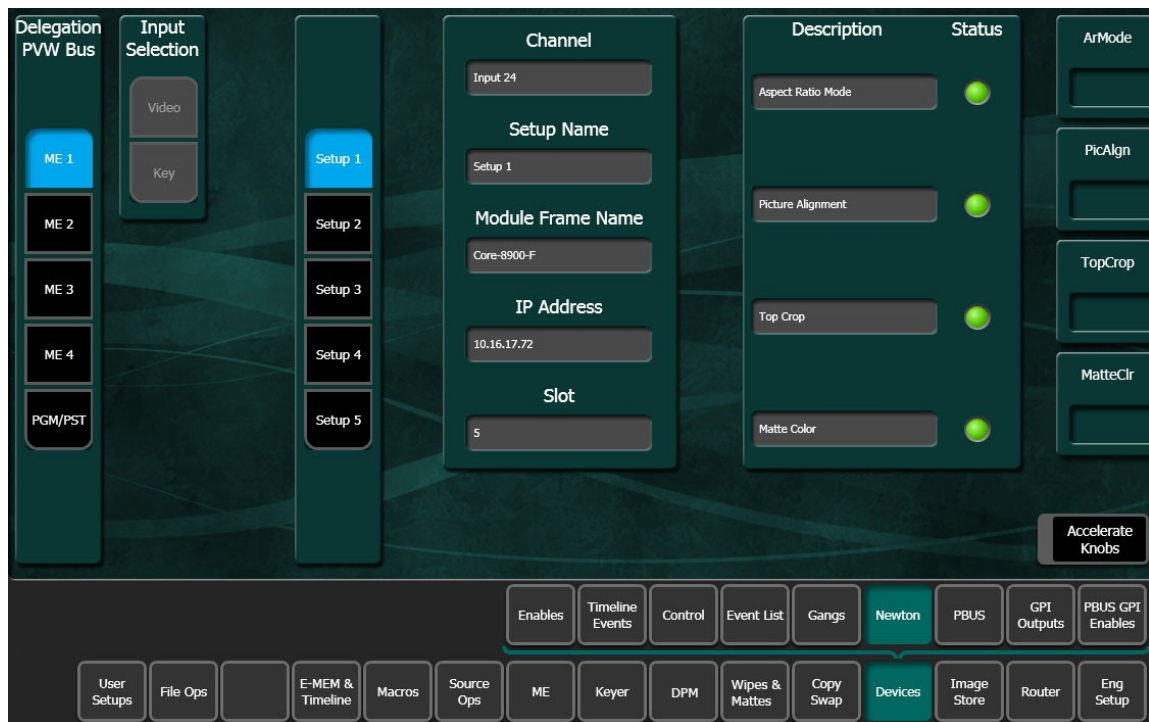 Delegation
PVW Bus
ME 1
ME 2
ME 3
ME 4
PGM/PST
Input
Selection
Video
Key
Setup 1
Setup 2
Setup 3
Setup 4
Setup 5
Channel
Input 24
Setup Name
Setup 1
Module Frame Name
Core-8900-F
IP Address
10.16.17.72
Slot
5
Description Status
Aspect Ratio Mode
Picture Alignment
Top Crop
Matte Color
ArMode
PicAlgn
TopCrop
MatteClr
Accelerate
Knobs
Enables
Timeline
Events
Control
Event List
Gangs
Newton
PBUS
GPI
Outputs
PBUS GPI
Enables
User
Setups
File Ops
E-MEM &
Timeline
Macros
Source
Ops
ME
Keyer
DPM
Wipes &
Mattes
Copy
Swap
Devices
Image
Store
Router
Eng
Setup